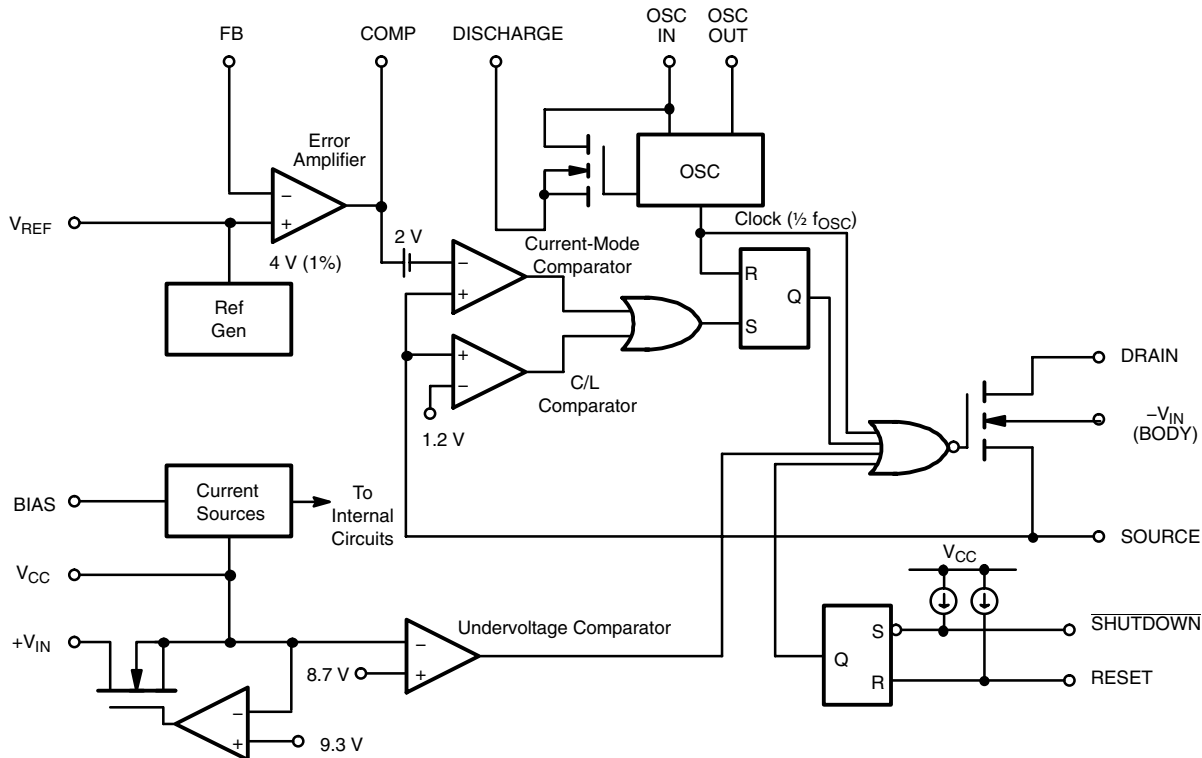 FB
COMP
DISCHARGE
OSC
IN
OSC
OUT
Error
Amplifier
−
+
V_REF
4 V (1%)
Ref
Gen
OSC
Clock (½ f_OSC)
2 V
Current-Mode
Comparator
−
+
R
Q
S
+
−
C/L
Comparator
1.2 V
DRAIN
−V_IN
(BODY)
SOURCE
BIAS
Current
Sources
To
Internal
Circuits
V_CC
V_CC
+V_IN
Undervoltage Comparator
−
+
8.7 V
−
+
9.3 V
S
Q
R
SHUTDOWN
RESET